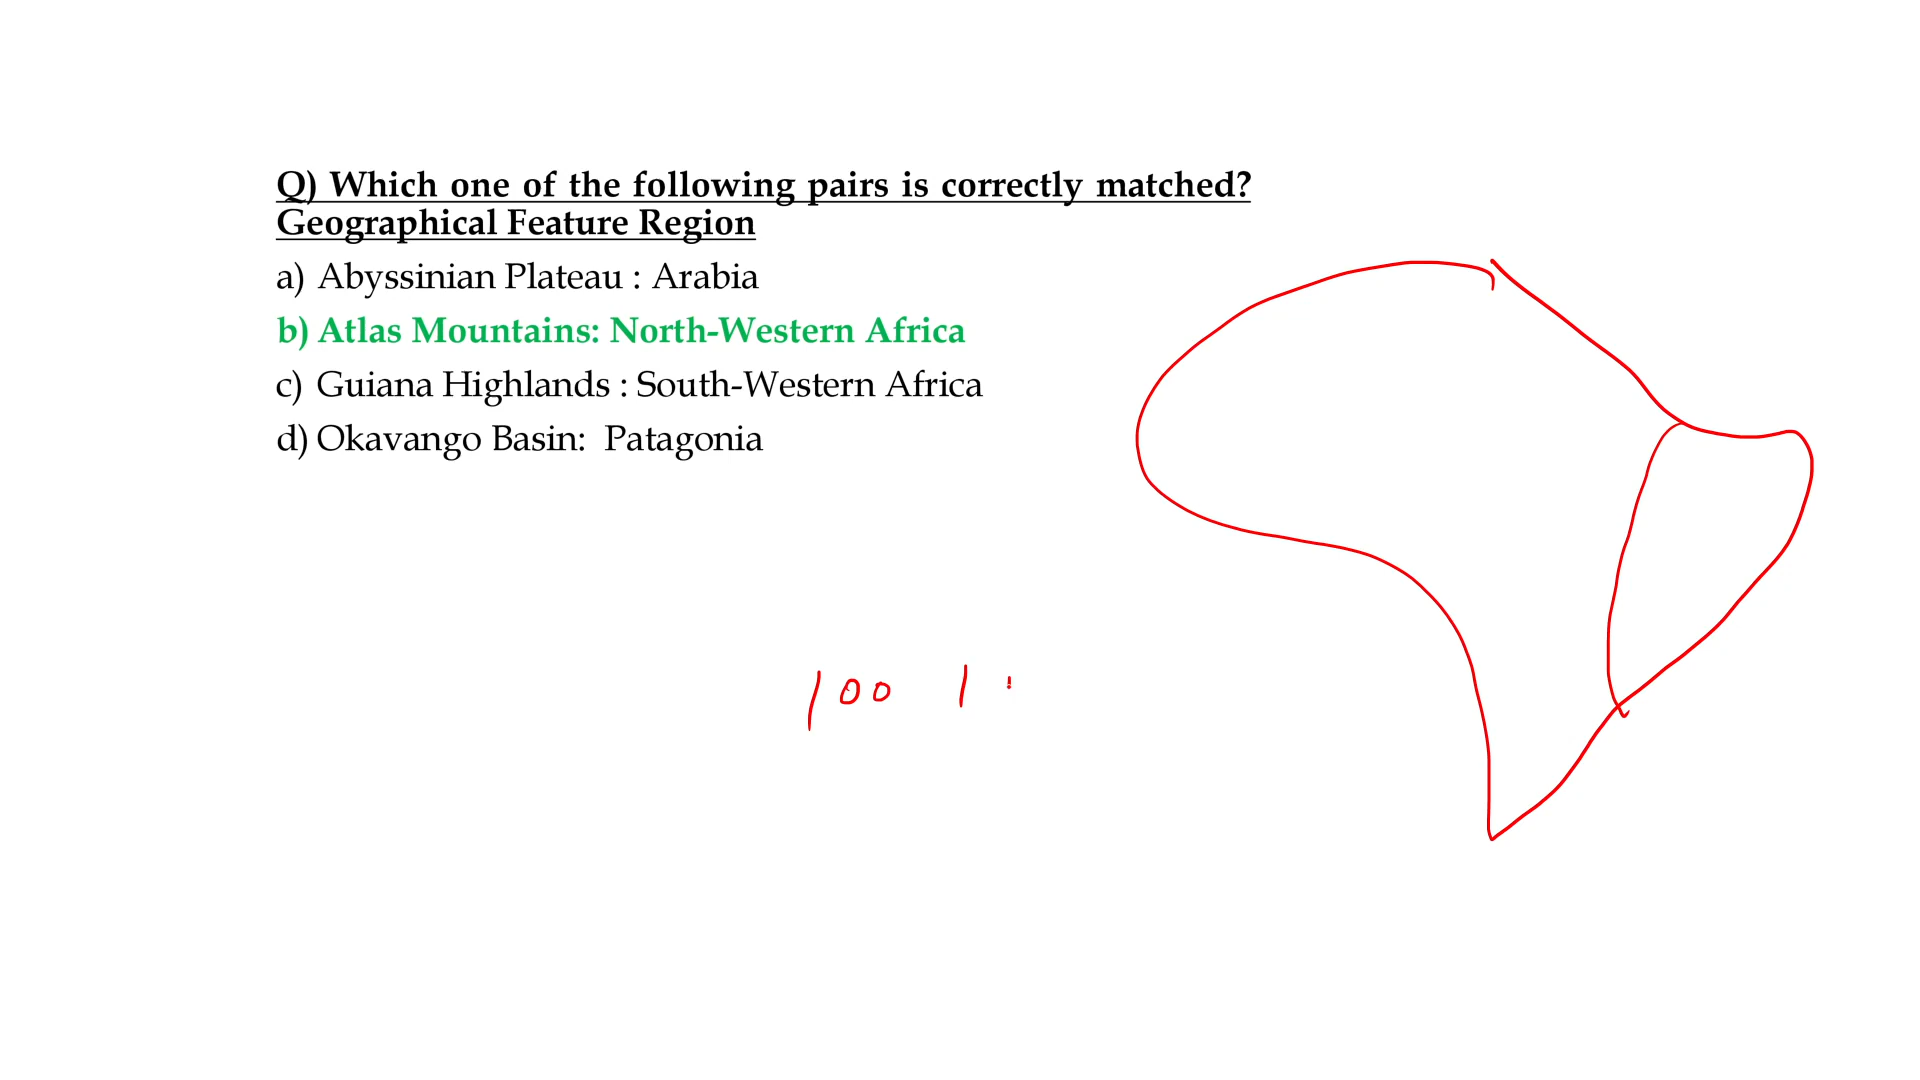 Q) Which one of the following pairs is correctly matched?
Geographical Feature Region
a) Abyssinian Plateau : Arabia
b) Atlas Mountains: North-Western Africa
c) Guiana Highlands : South-Western Africa
d) Okavango Basin: Patagonia
100 1